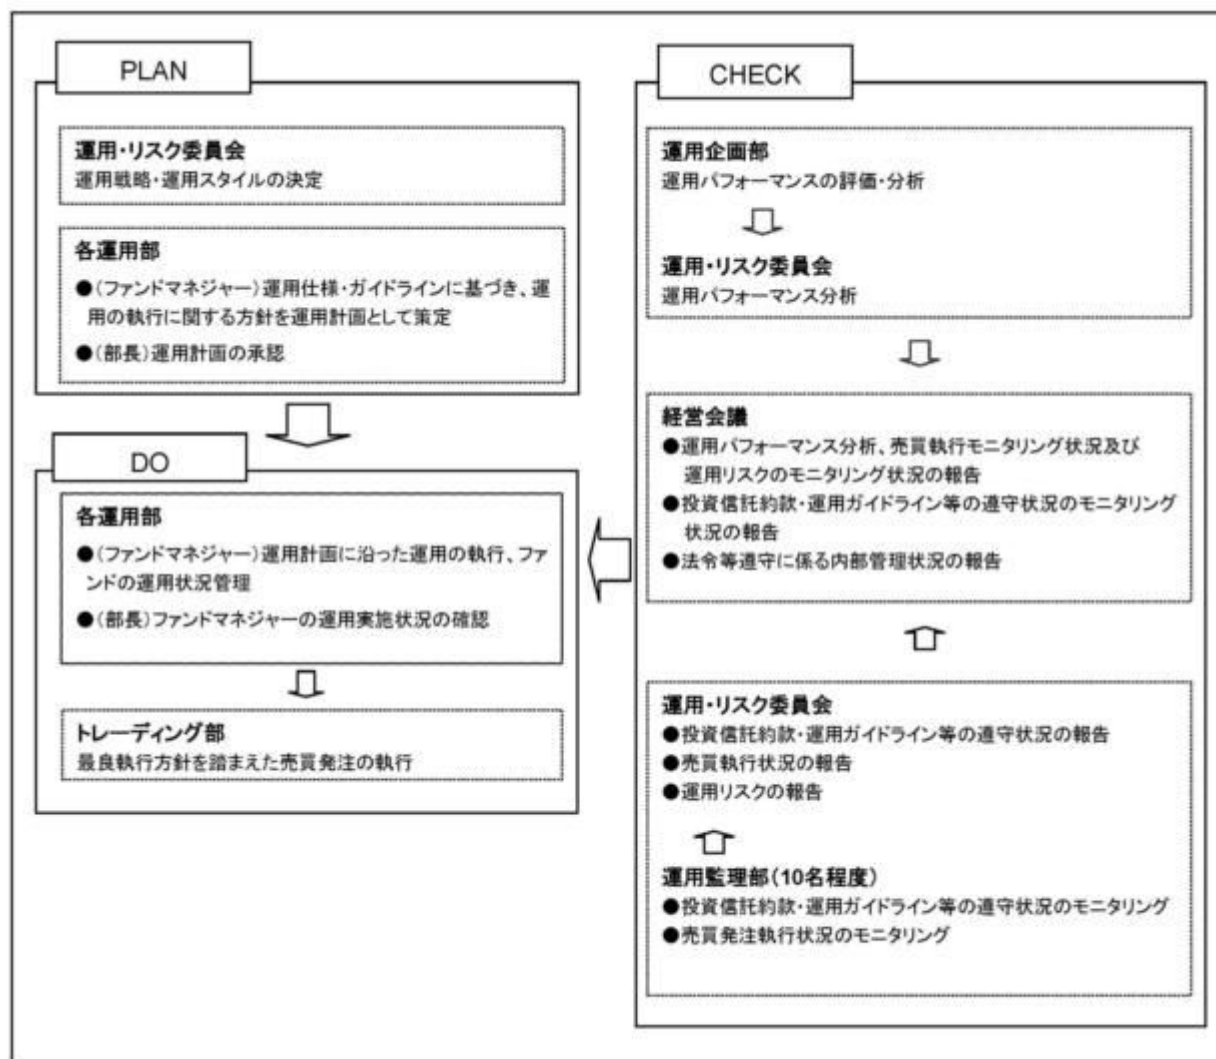 PLAN
運用・リスク委員会
運用戦略・運用スタイルの決定
各運用部
●(ファンドマネジャー)運用仕様・ガイドラインに基づき、運
用の執行に関する方針を運用計画として策定
●(部長)運用計画の承認
DO
各運用部
●(ファンドマネジャー)運用計画に沿った運用の執行、ファ
ンドの運用状況管理
●(部長)ファンドマネジャーの運用実施状況の確認
トレーディング部
最良執行方針を踏まえた売買発注の執行
CHECK
運用企画部
運用パフォーマンスの評価・分析
運用・リスク委員会
運用パフォーマンス分析
経営会議
●運用パフォーマンス分析、売買執行モニタリング状況及び
運用リスクのモニタリング状況の報告
●投資信託約款・運用ガイドライン等の遵守状況のモニタリング
状況の報告
●法令等遵守に係る内部管理状況の報告
運用・リスク委員会
●投資信託約款・運用ガイドライン等の遵守状況の報告
●売買執行状況の報告
●運用リスクの報告
運用監理部(10名程度)
●投資信託約款・運用ガイドライン等の遵守状況のモニタリング
●売買発注執行状況のモニタリング